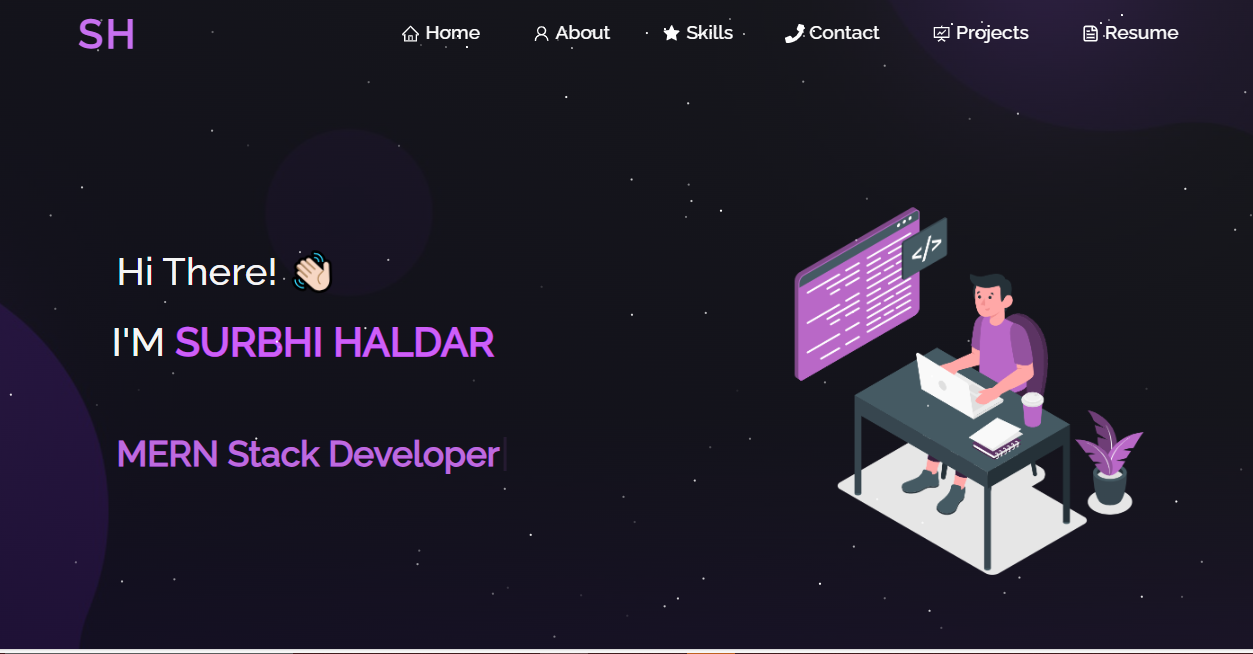 SH
Home About Skills Contact Projects Resume
Hi There! 👋🏻
I'M SURBHI HALDAR
MERN Stack Developer
</>